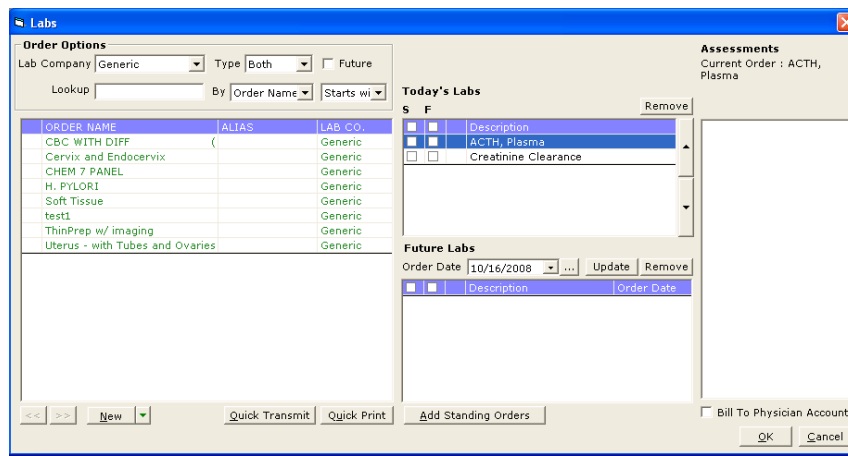 Labs
Order Options
Lab Company Generic Type Both Future
Lookup By Order Name Starts wi
ORDER NAME ALIAS LAB CO.
CBC WITH DIFF ( Generic
Cervix and Endocervix Generic
CHEM 7 PANEL Generic
H. PYLORI Generic
Soft Tissue Generic
test1 Generic
ThinPrep w/ imaging Generic
Uterus - with Tubes and Ovaries Generic
<< >> New Quick Transmit Quick Print
Today's Labs
S F Remove
Description
ACTH, Plasma
Creatinine Clearance
Future Labs
Order Date 10/16/2008 ... Update Remove
Description Order Date
Add Standing Orders
Assessments
Current Order : ACTH,
Plasma
Bill To Physician Account
OK Cancel